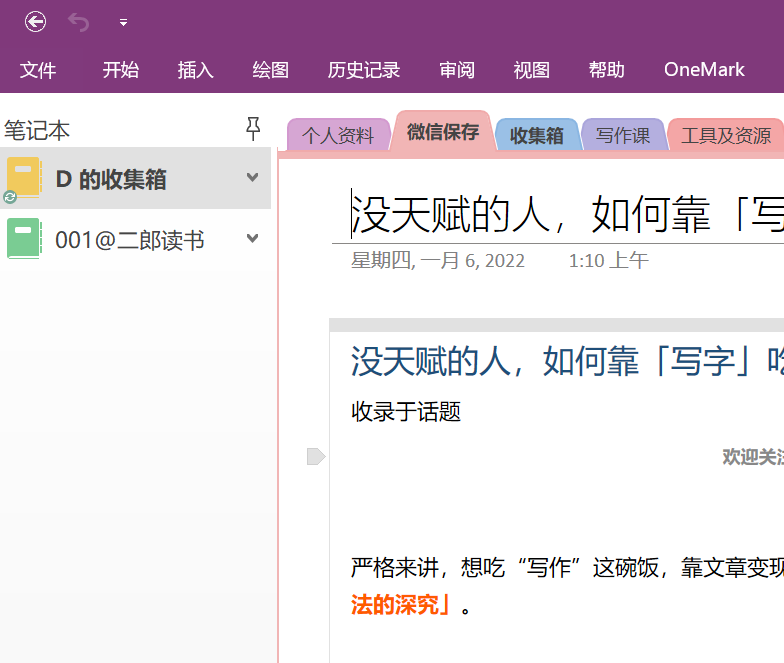 文件 开始 插入 绘图 历史记录 审阅 视图 帮助 OneMark
笔记本
D 的收集箱
001@二郎读书
个人资料 微信保存 收集箱 写作课 工具及资源
没天赋的人，如何靠「写
星期四, 一月 6, 2022 1:10 上午
没天赋的人，如何靠「写字」吃
收录于话题
欢迎关注
严格来讲，想吃“写作”这碗饭，靠文章变现
法的深究」。